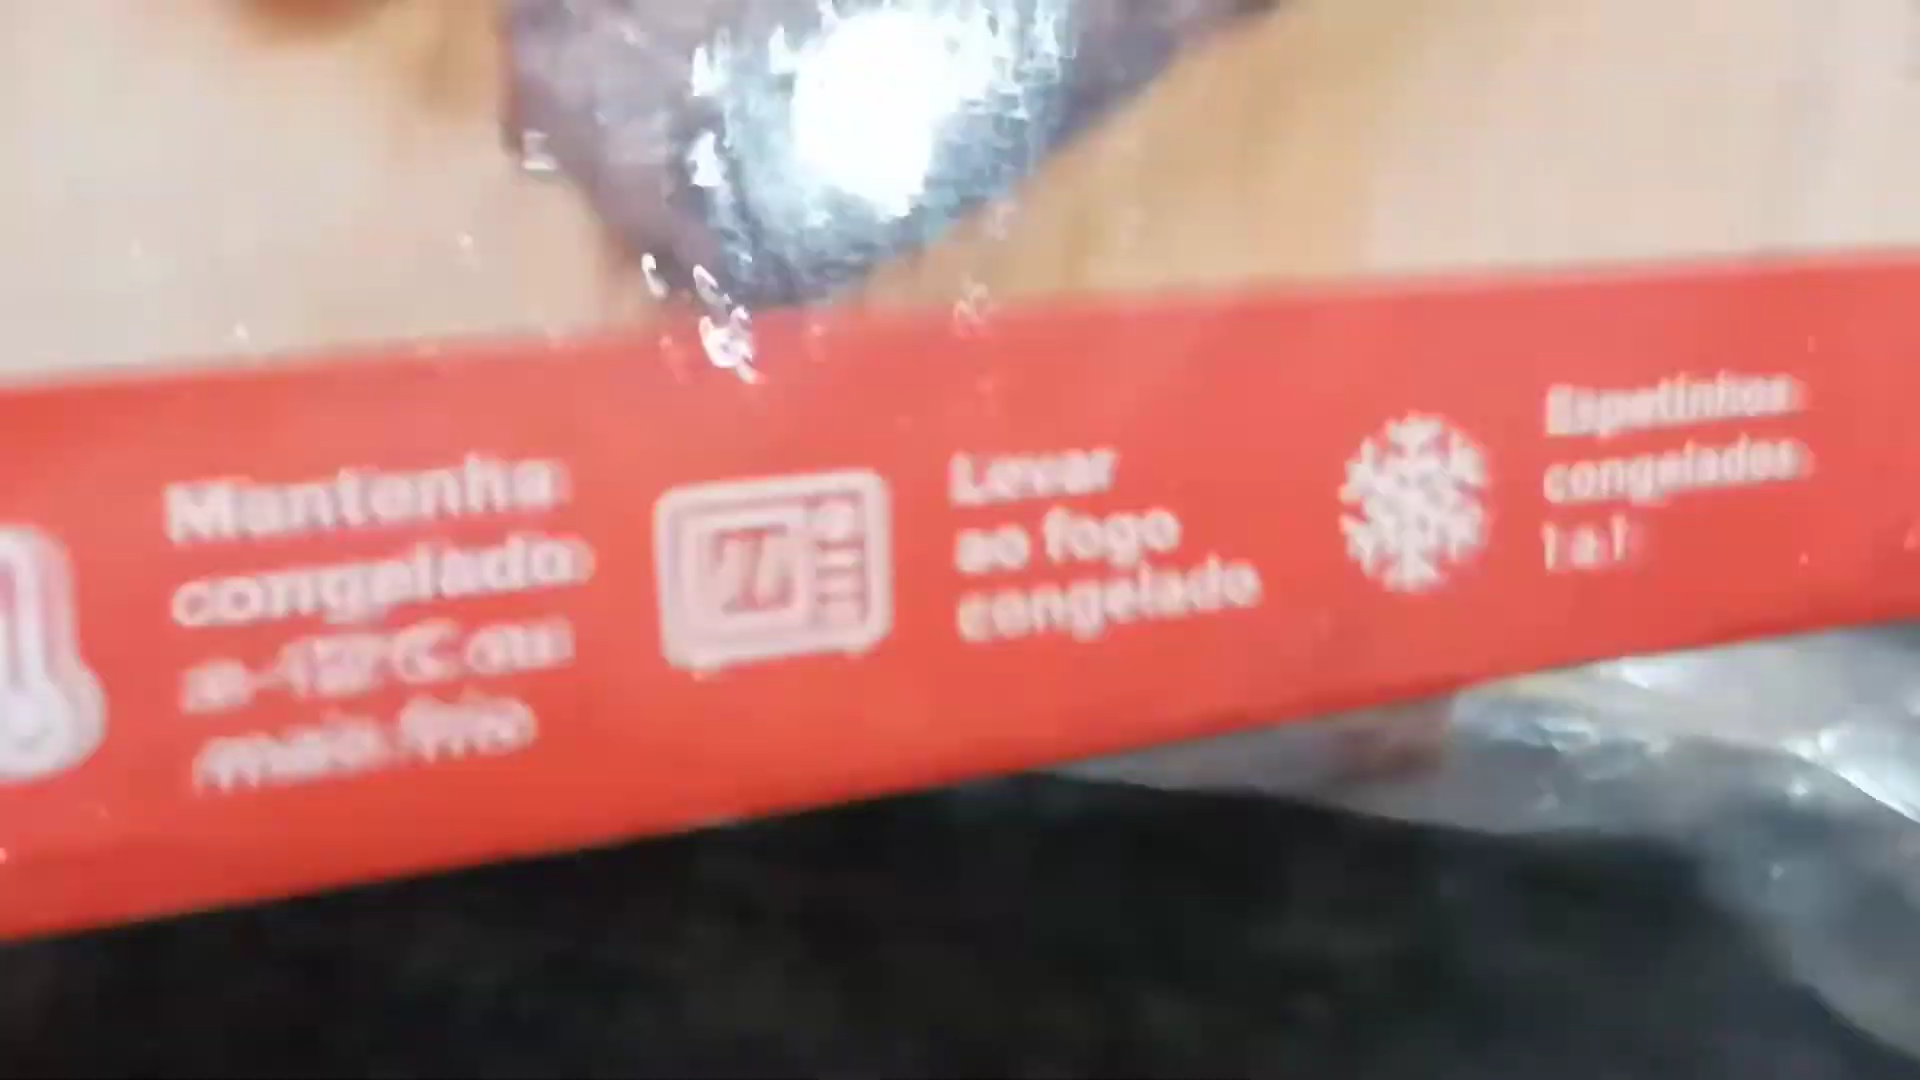 Mantenha
congelado
a -12°C ou
mais frio
Levar
ao fogo
congelado
Espetinhos
congelados
1 a 1